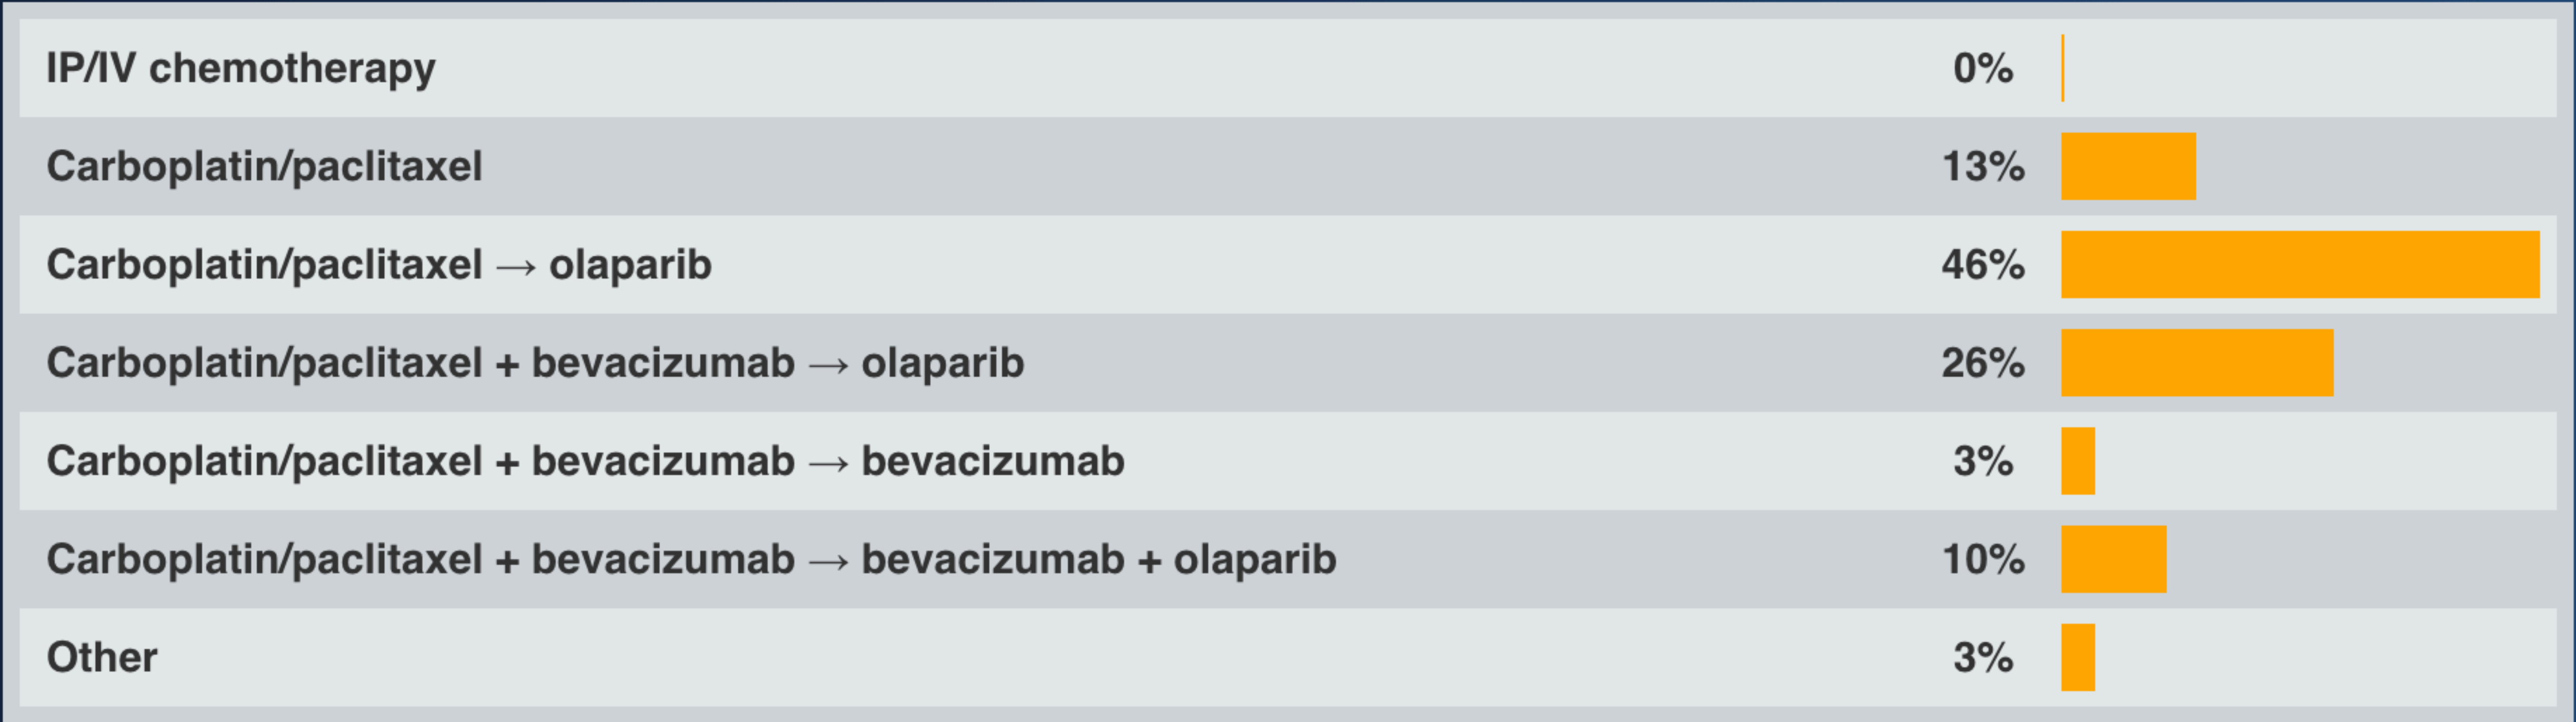 IP/IV chemotherapy 0%
Carboplatin/paclitaxel 13%
Carboplatin/paclitaxel → olaparib 46%
Carboplatin/paclitaxel + bevacizumab → olaparib 26%
Carboplatin/paclitaxel + bevacizumab → bevacizumab 3%
Carboplatin/paclitaxel + bevacizumab → bevacizumab + olaparib 10%
Other 3%